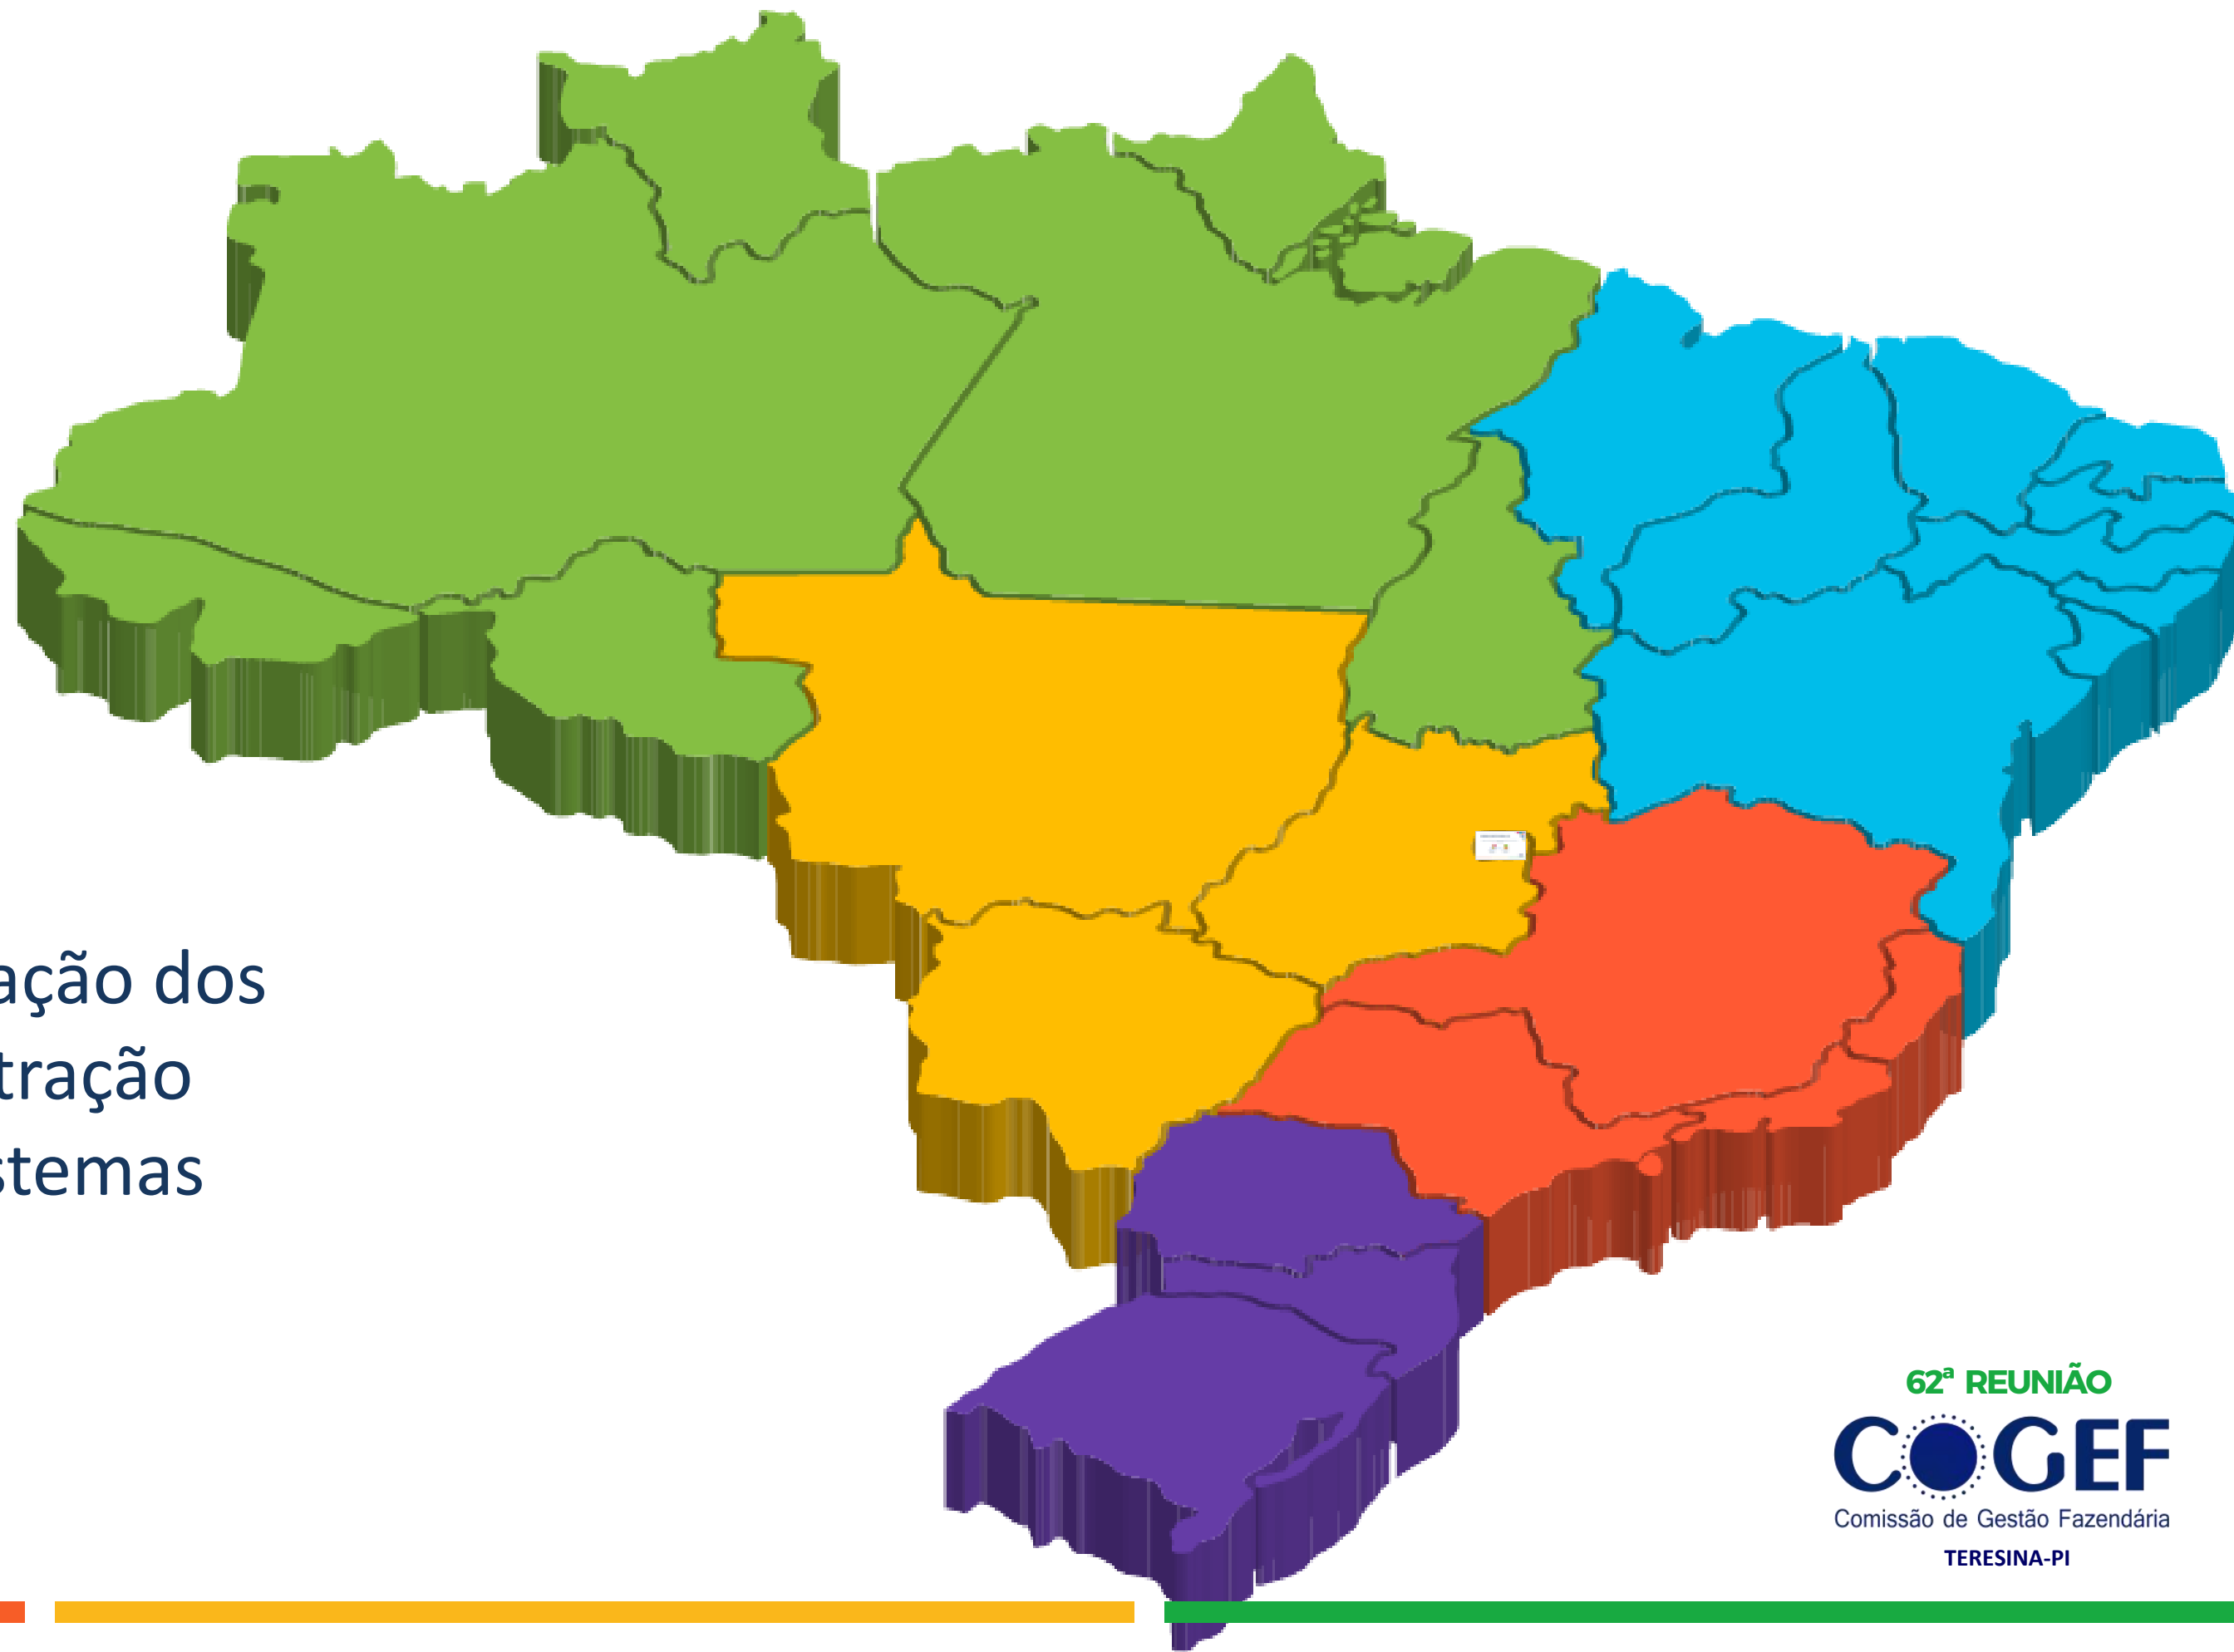 ação dos
tração
stemas
62ª REUNIÃO
COGEF
Comissão de Gestão Fazendária
TERESINA-PI